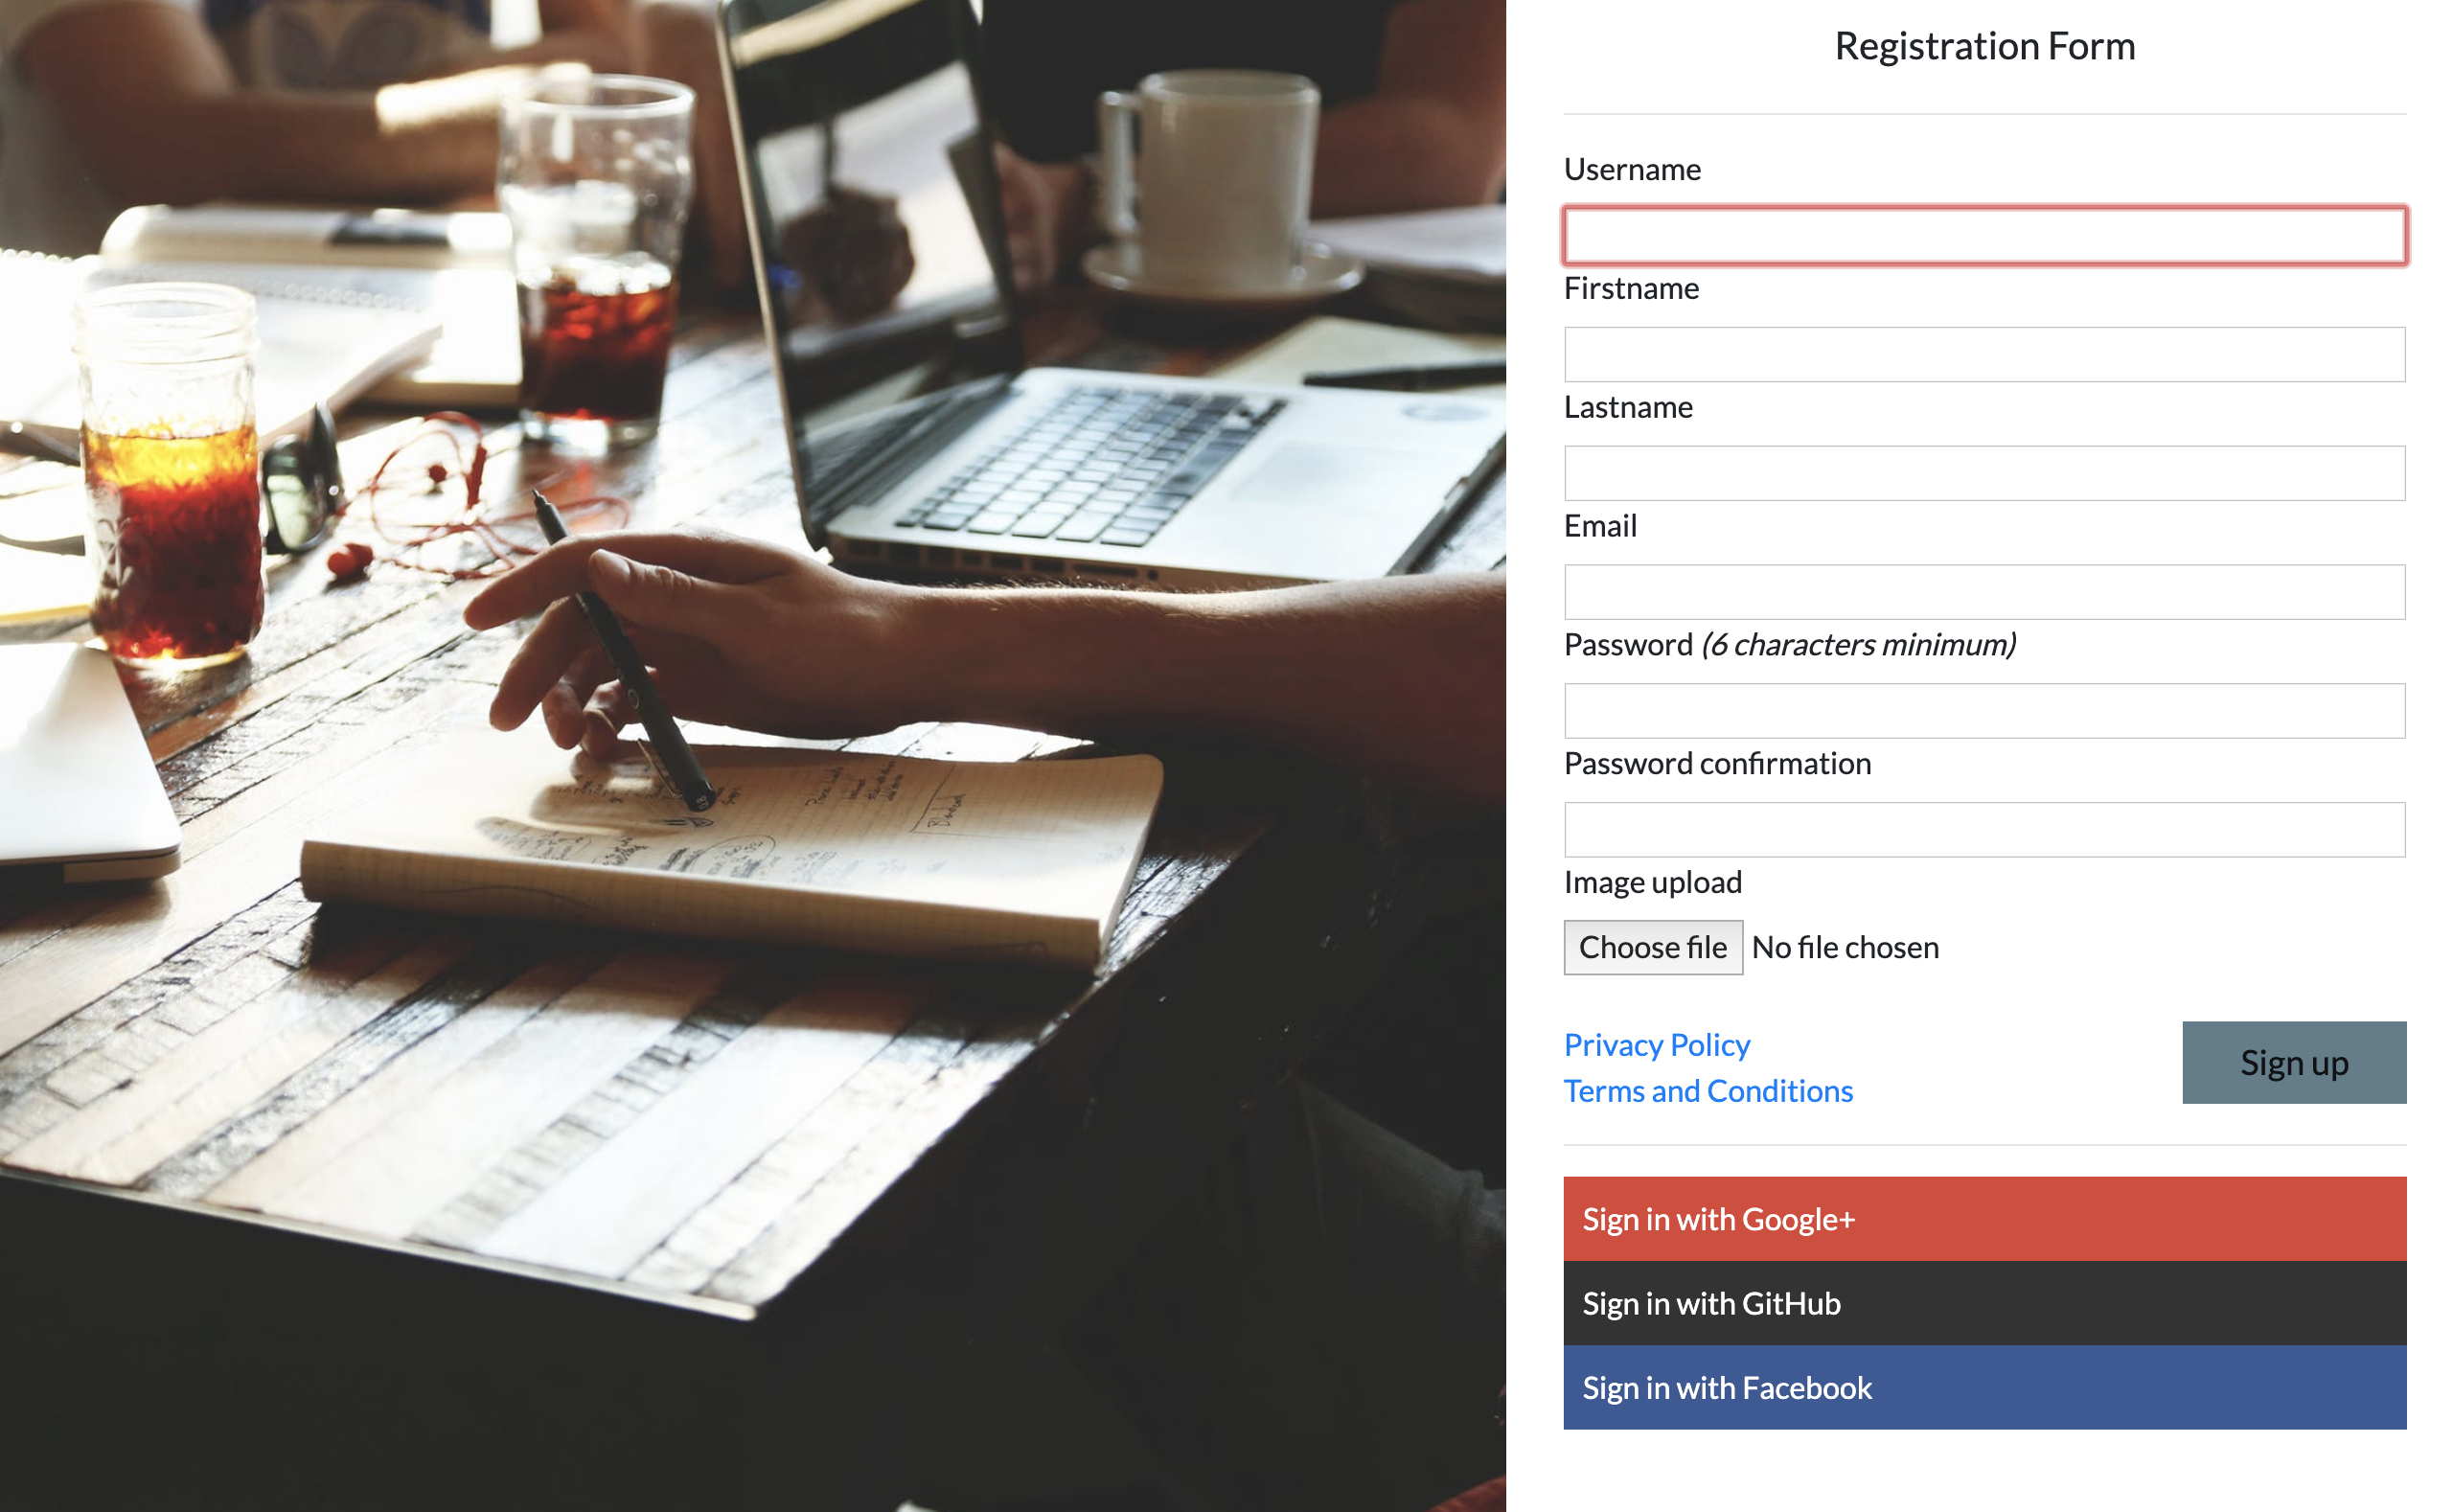 Registration Form
Username
Firstname
Lastname
Email
Password (6 characters minimum)
Password confirmation
Image upload
Choose file No file chosen
Privacy Policy
Terms and Conditions
Sign up
Sign in with Google+
Sign in with GitHub
Sign in with Facebook